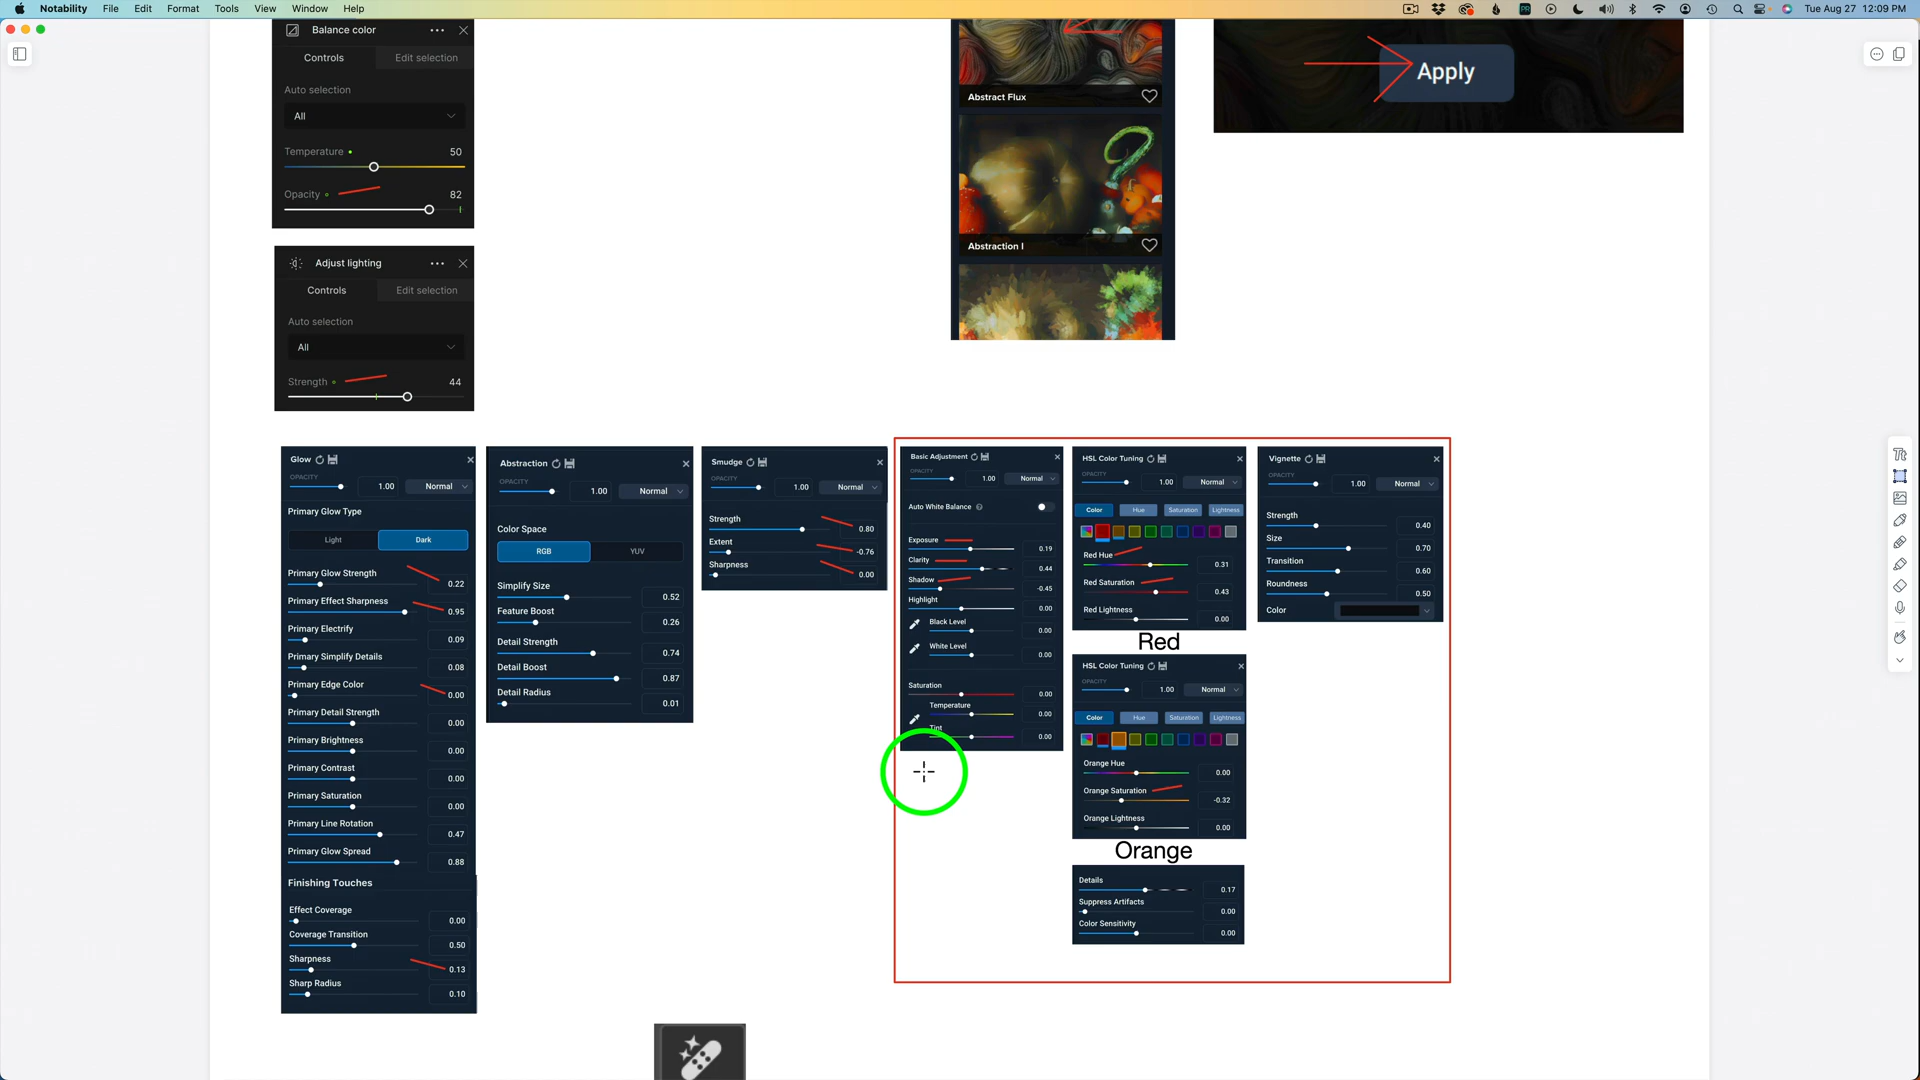 Notability File Edit Format Tools View Window Help
Tue Aug 27 12:09 PM
Balance color
Controls Edit selection
Auto selection
All
Temperature 50
Opacity 82
Adjust lighting
Controls Edit selection
Auto selection
All
Strength 44
Abstract Flux
Abstraction I
Apply
Glow
OPACITY 1.00 Normal
Primary Glow Type
Light Dark
Primary Glow Strength 0.22
Primary Effect Sharpness 0.95
Primary Electrify 0.09
Primary Simplify Details 0.08
Primary Edge Color 0.00
Primary Detail Strength 0.00
Primary Brightness 0.00
Primary Contrast 0.00
Primary Saturation 0.00
Primary Line Rotation 0.47
Primary Glow Spread 0.88
Finishing Touches
Effect Coverage 0.00
Coverage Transition 0.50
Sharpness 0.13
Sharp Radius 0.10
Abstraction
OPACITY 1.00 Normal
Color Space
RGB YUV
Simplify Size 0.52
Feature Boost 0.26
Detail Strength 0.74
Detail Boost 0.87
Detail Radius 0.01
Smudge
OPACITY 1.00 Normal
Strength 0.80
Extent -0.76
Sharpness 0.00
Basic Adjustment
OPACITY 1.00 Normal
Auto White Balance
Exposure 0.19
Clarity 0.44
Shadow -0.45
Highlight 0.00
Black Level 0.00
White Level 0.00
Saturation 0.00
Temperature 0.00
Tint 0.00
HSL Color Tuning
OPACITY 1.00 Normal
Color Hue Saturation Lightness
Red Hue 0.31
Red Saturation 0.43
Red Lightness 0.00
Red
HSL Color Tuning
OPACITY 1.00 Normal
Color Hue Saturation Lightness
Orange Hue 0.00
Orange Saturation -0.32
Orange Lightness 0.00
Orange
Details 0.17
Suppress Artifacts 0.00
Color Sensitivity 0.00
Vignette
OPACITY 1.00 Normal
Strength 0.40
Size 0.70
Transition 0.60
Roundness 0.50
Color